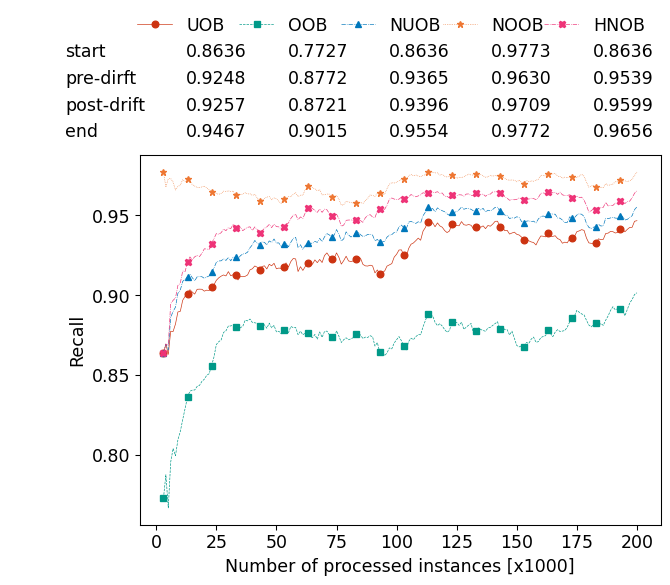 UOB OOB NUOB NOOB HNOB
start 0.8636 0.7727 0.8636 0.9773 0.8636
pre-dirft 0.9248 0.8772 0.9365 0.9630 0.9539
post-drift 0.9257 0.8721 0.9396 0.9709 0.9599
end 0.9467 0.9015 0.9554 0.9772 0.9656
0.95
0.90
0.85
0.80
Recall
0 25 50 75 100 125 150 175 200
Number of processed instances [x1000]